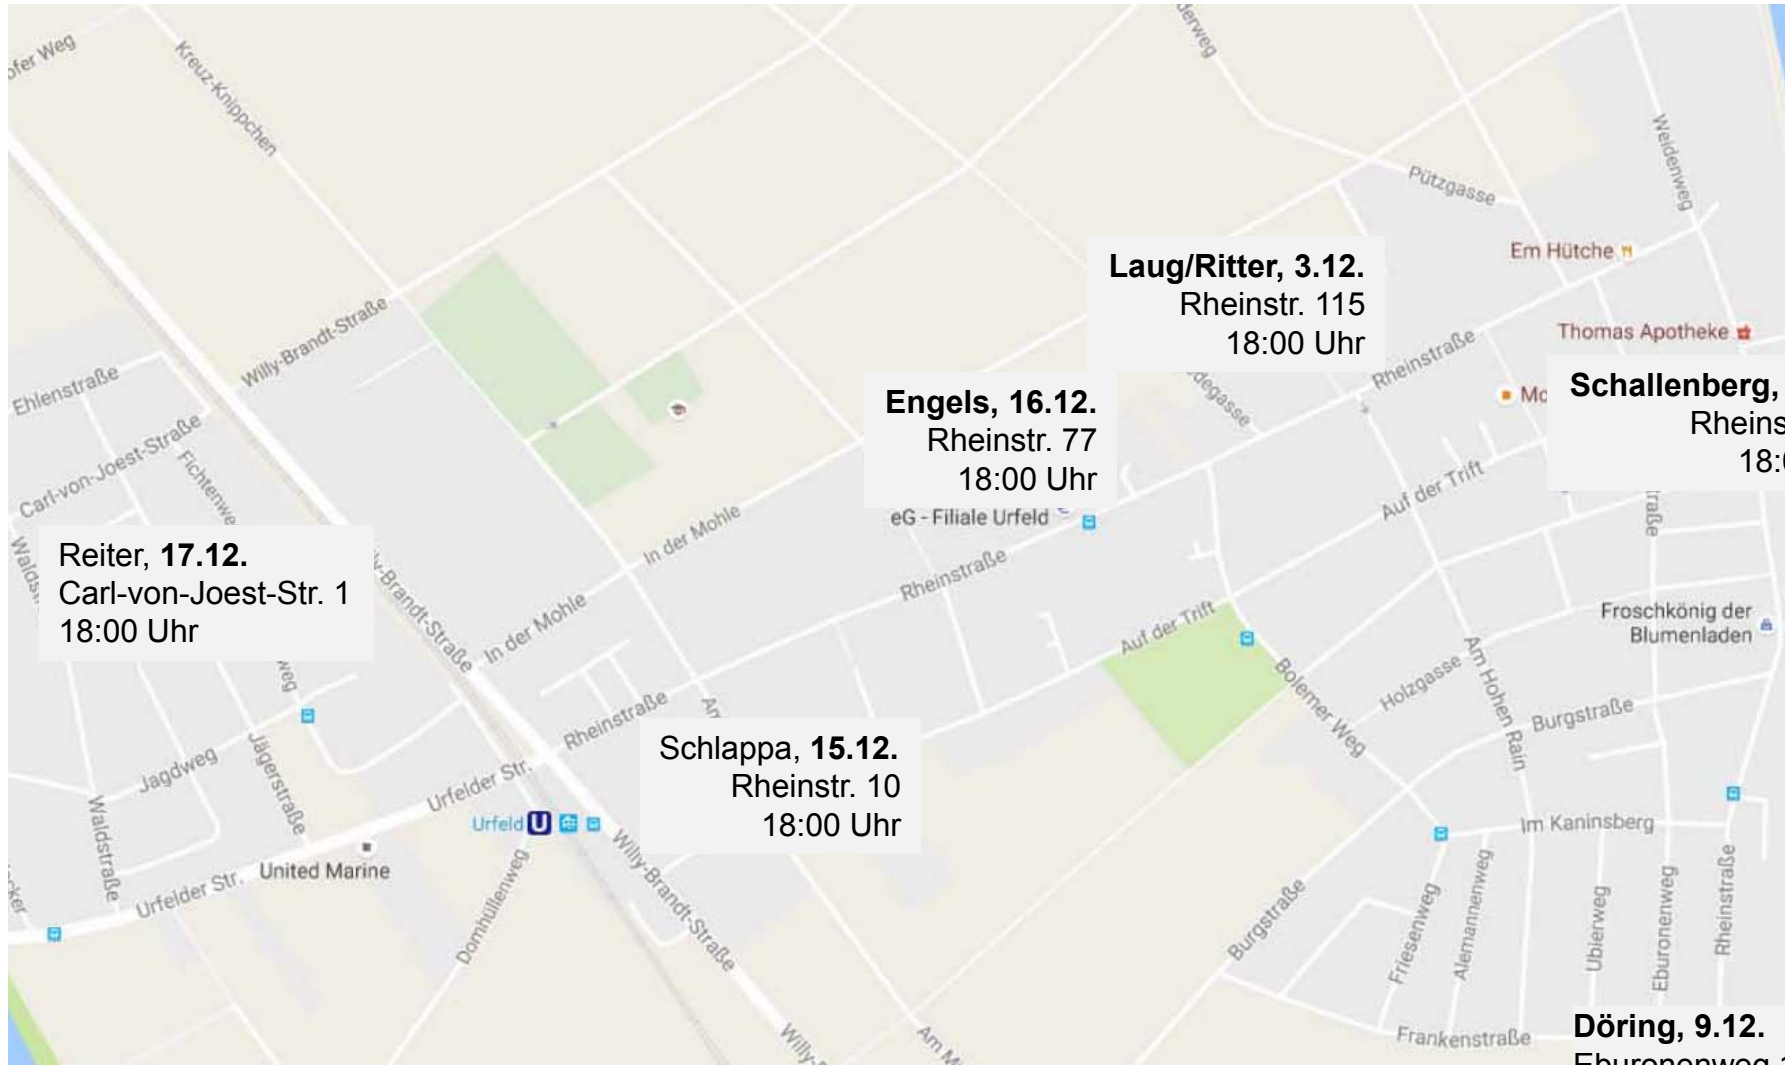 ofer Weg
Kreuz-Knippchen
Weidenweg
Pützgasse
Em Hütche
Laug/Ritter, 3.12.
Rheinstr. 115
18:00 Uhr
Willy-Brandt-Straße
Thomas Apotheke
Rheinstraße
Ehlenstraße
Schallenberg,
Engels, 16.12.
Rheinstr. 77
18:00 Uhr
Carl-von-Joest-Straße
Auf der Trift
In der Mohle
eG - Filiale Urfeld
Reiter, 17.12.
Carl-von-Joest-Str. 1
18:00 Uhr
Rheinstraße
In der Mohle
Auf der Trift
Froschkönig der
Blumenladen
Am Hohen Rain
Holzgasse
Bolerner Weg
Burgstraße
Rheinstraße
Schlappa, 15.12.
Rheinstr. 10
18:00 Uhr
Jagdweg
Jägerstraße
Urfelder Str.
Urfeld
Im Kaninsberg
Waldstraße
United Marine
Urfelder Str.
Domhüllenweg
Willy-Brandt-Straße
Burgstraße
Friesenweg
Alemannenweg
Ubierweg
Eburonenweg
Rheinstraße
Frankenstraße
Döring, 9.12.
Eburonenweg